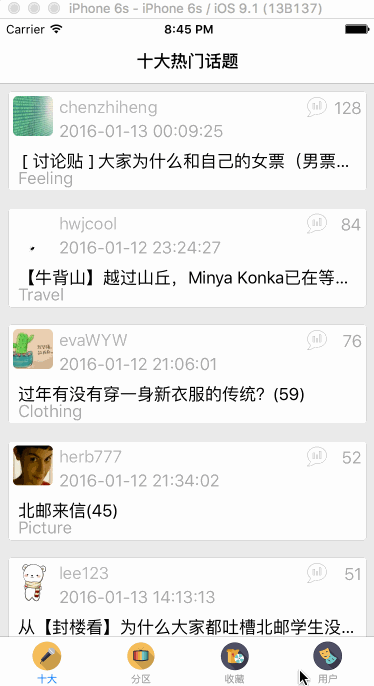 iPhone 6s - iPhone 6s / iOS 9.1 (13B137)
Carrier 8:45 PM
十大热门话题
chenzhiheng 128
2016-01-13 00:09:25
[ 讨论贴 ] 大家为什么和自己的女票（男票...
Feeling
hwjcool 84
2016-01-12 23:24:27
【牛背山】越过山丘，Minya Konka已在等...
Travel
evaWYW 76
2016-01-12 21:06:01
过年有没有穿一身新衣服的传统？(59)
Clothing
herb777 52
2016-01-12 21:34:02
北邮来信(45)
Picture
lee123 51
2016-01-12 14:13:13
从【封楼看】为什么大家都吐槽北邮学生没...
十大 分区 收藏 用户